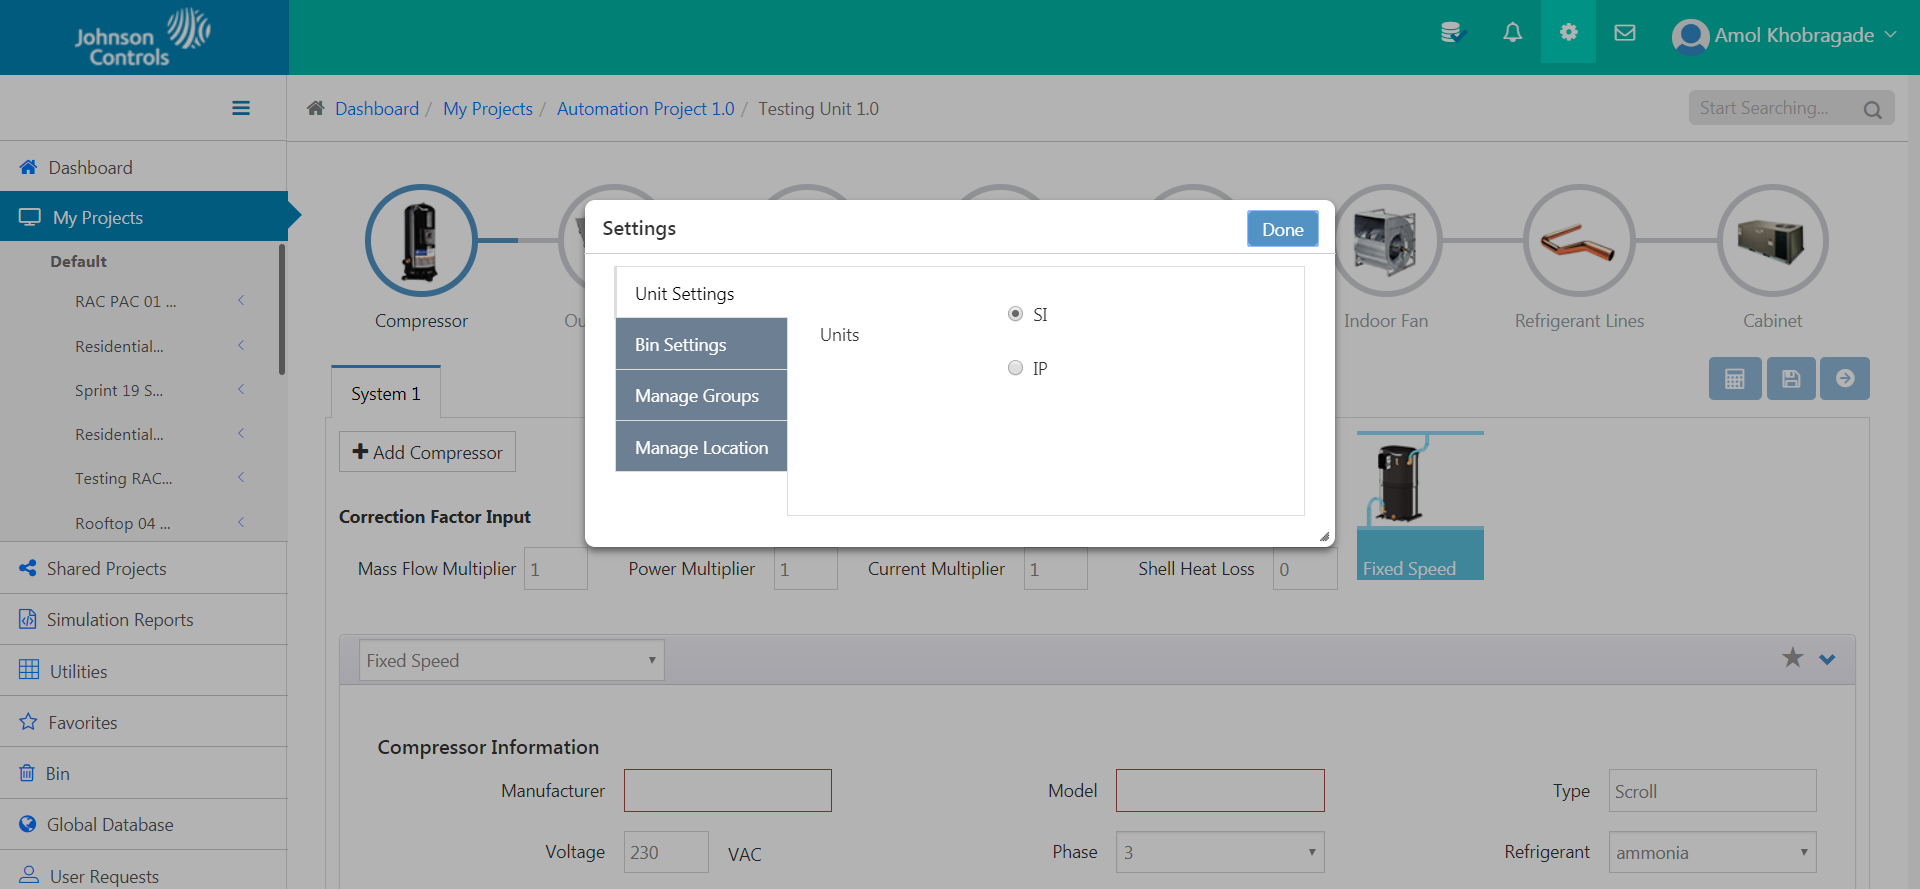 Johnson
Controls
Amol Khobragade
Dashboard / My Projects / Automation Project 1.0 / Testing Unit 1.0
Start Searching...
Dashboard
My Projects
Default
RAC PAC 01 ...
Residential...
Sprint 19 S...
Residential...
Testing RAC...
Rooftop 04 ...
Shared Projects
Simulation Reports
Utilities
Favorites
Bin
Global Database
User Requests
Compressor
Ou
Indoor Fan
Refrigerant Lines
Cabinet
Settings
Done
Unit Settings
Bin Settings
Manage Groups
Manage Location
Units
SI
IP
System 1
Add Compressor
Correction Factor Input
Mass Flow Multiplier 1
Power Multiplier 1
Current Multiplier 1
Shell Heat Loss 0
Fixed Speed
Fixed Speed
Compressor Information
Manufacturer
Model
Type Scroll
Voltage 230 VAC
Phase 3
Refrigerant ammonia